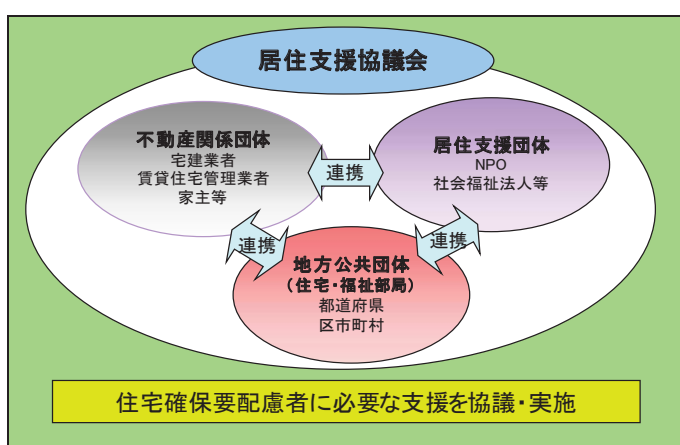 居住支援協議会
不動産関係団体
宅建業者
賃貸住宅管理業者
家主等
連携
居住支援団体
NPO
社会福祉法人等
連携
連携
地方公共団体
(住宅・福祉部局)
都道府県
区市町村
住宅確保要配慮者に必要な支援を協議・実施